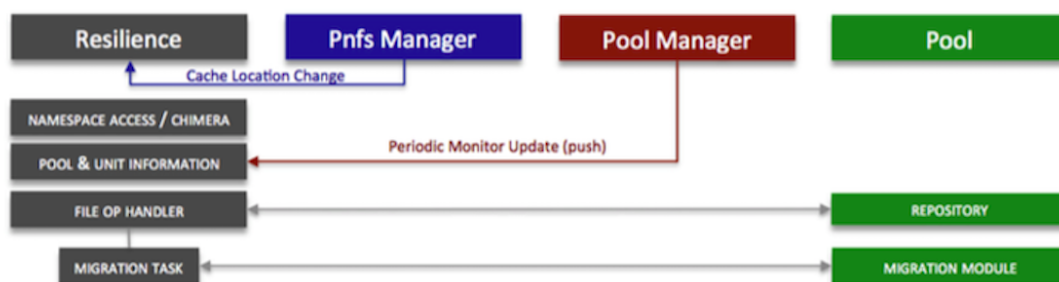 Resilience
Pnfs Manager
Pool Manager
Pool
Cache Location Change
NAMESPACE ACCESS / CHIMERA
POOL & UNIT INFORMATION
Periodic Monitor Update (push)
FILE OP HANDLER
REPOSITORY
MIGRATION TASK
MIGRATION MODULE